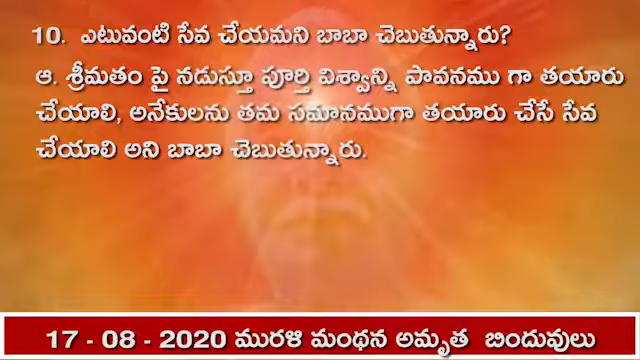 10. ఎటువంటి సేవ చేయమని బాబా చెబుతున్నారు?
ఆ. శ్రీమతం పై నడుస్తూ పూర్తి విశ్వాన్ని పావనము గా తయారు
చేయాలి, అనేకులను తమ సమానముగా తయారు చేసే సేవ
చేయాలి అని బాబా చెబుతున్నారు.
17 - 08 - 2020 మురళి మంథన అమృత బిందువులు